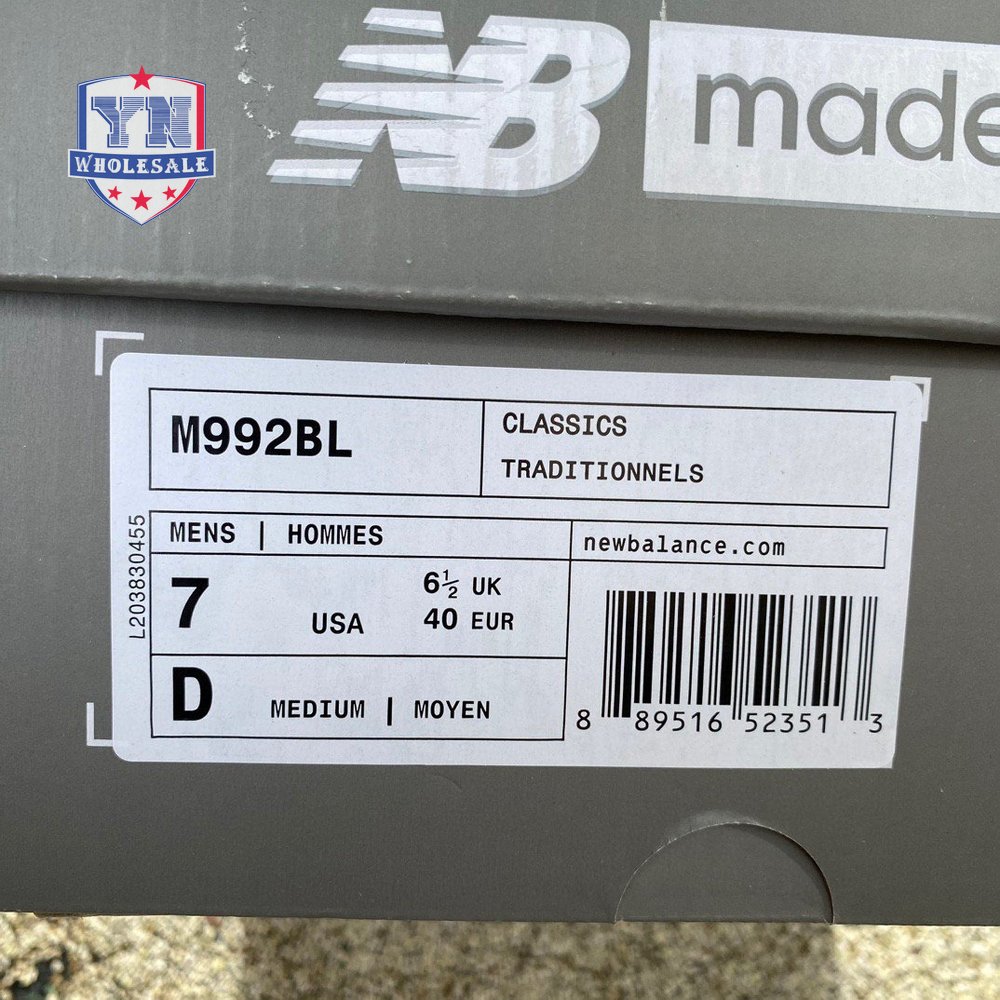 NB
made
YN
WHOLESALE
M992BL
CLASSICS
TRADITIONNELS
L203830455
MENS | HOMMES
newbalance.com
7
USA
6½ UK
40 EUR
D
MEDIUM | MOYEN
8 89516 52351 3